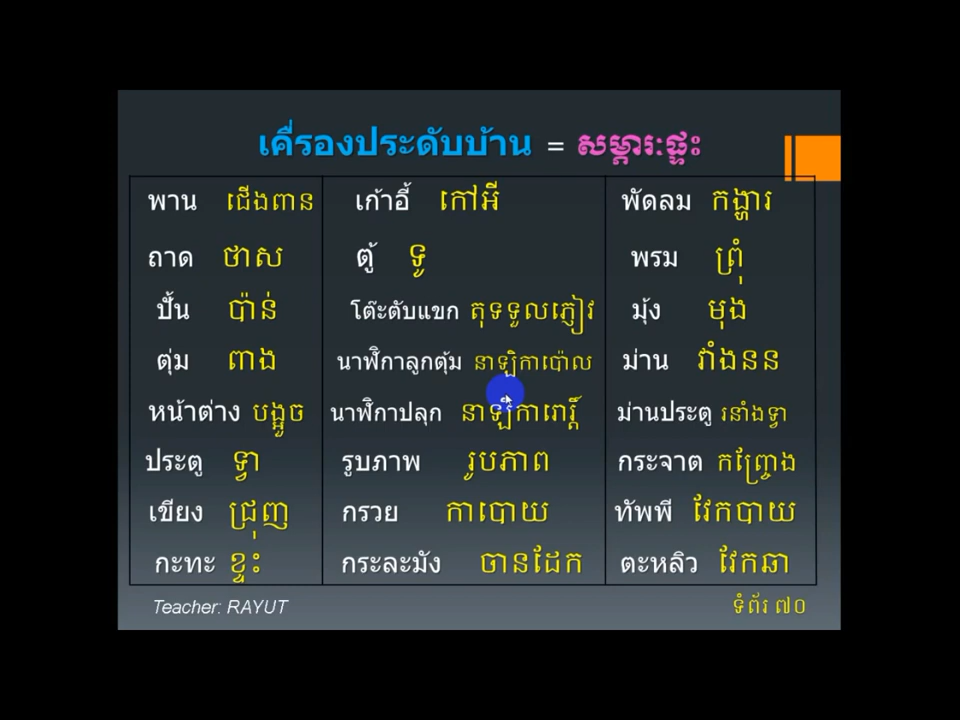 เคื่รองประดับบ้าน = សម្ភារៈផ្ទះ
พาน ជើងពាន เก้าอี้ កៅអី พัดลม កង្ហារ
ถาด ថាស ตู้ ទូ พรม ព្រុំ
ปั้น ប៉ាន់ โต๊ะตับแขก តុទទួលភ្ញៀវ มุ้ง មុង
ตุ่ม ពាង นาฬิกาลูกตุ้ม នាឡិកាប៉ោល ม่าน វាំងនន
หน้าต่าง បង្អួច นาฬิกาปลุก នាឡិការោរ្តិ៍ ม่านประตู រនាំងទ្វា
ประตู ទ្វា รูบภาพ រូបភាព กระจาต កញ្ច្រែង
เขียง ជ្រុញ กรวย កាបោយ ทัพพี វែកបាយ
กะทะ ខ្ទះ กระละมัง ចានដែក ตะหลิว វែកឆា
Teacher: RAYUT ទំព័រ ៧០